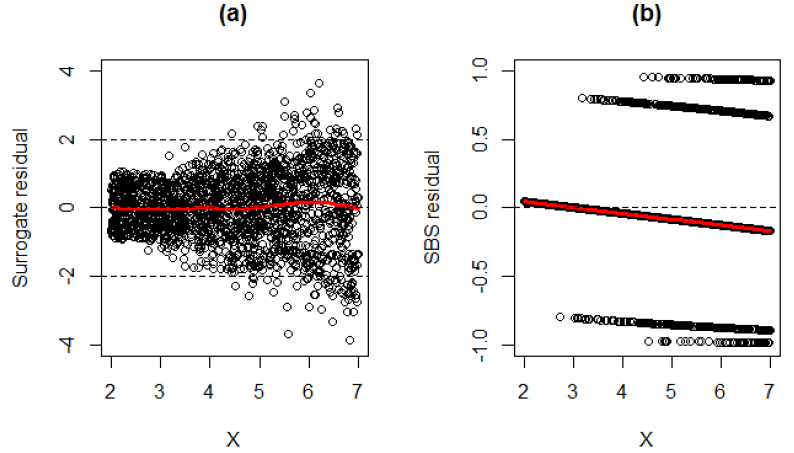 (a)
Surrogate residual
4
2
0
-2
-4
2 3 4 5 6 7
X
(b)
SBS residual
1.0
0.5
0.0
-0.5
-1.0
2 3 4 5 6 7
X